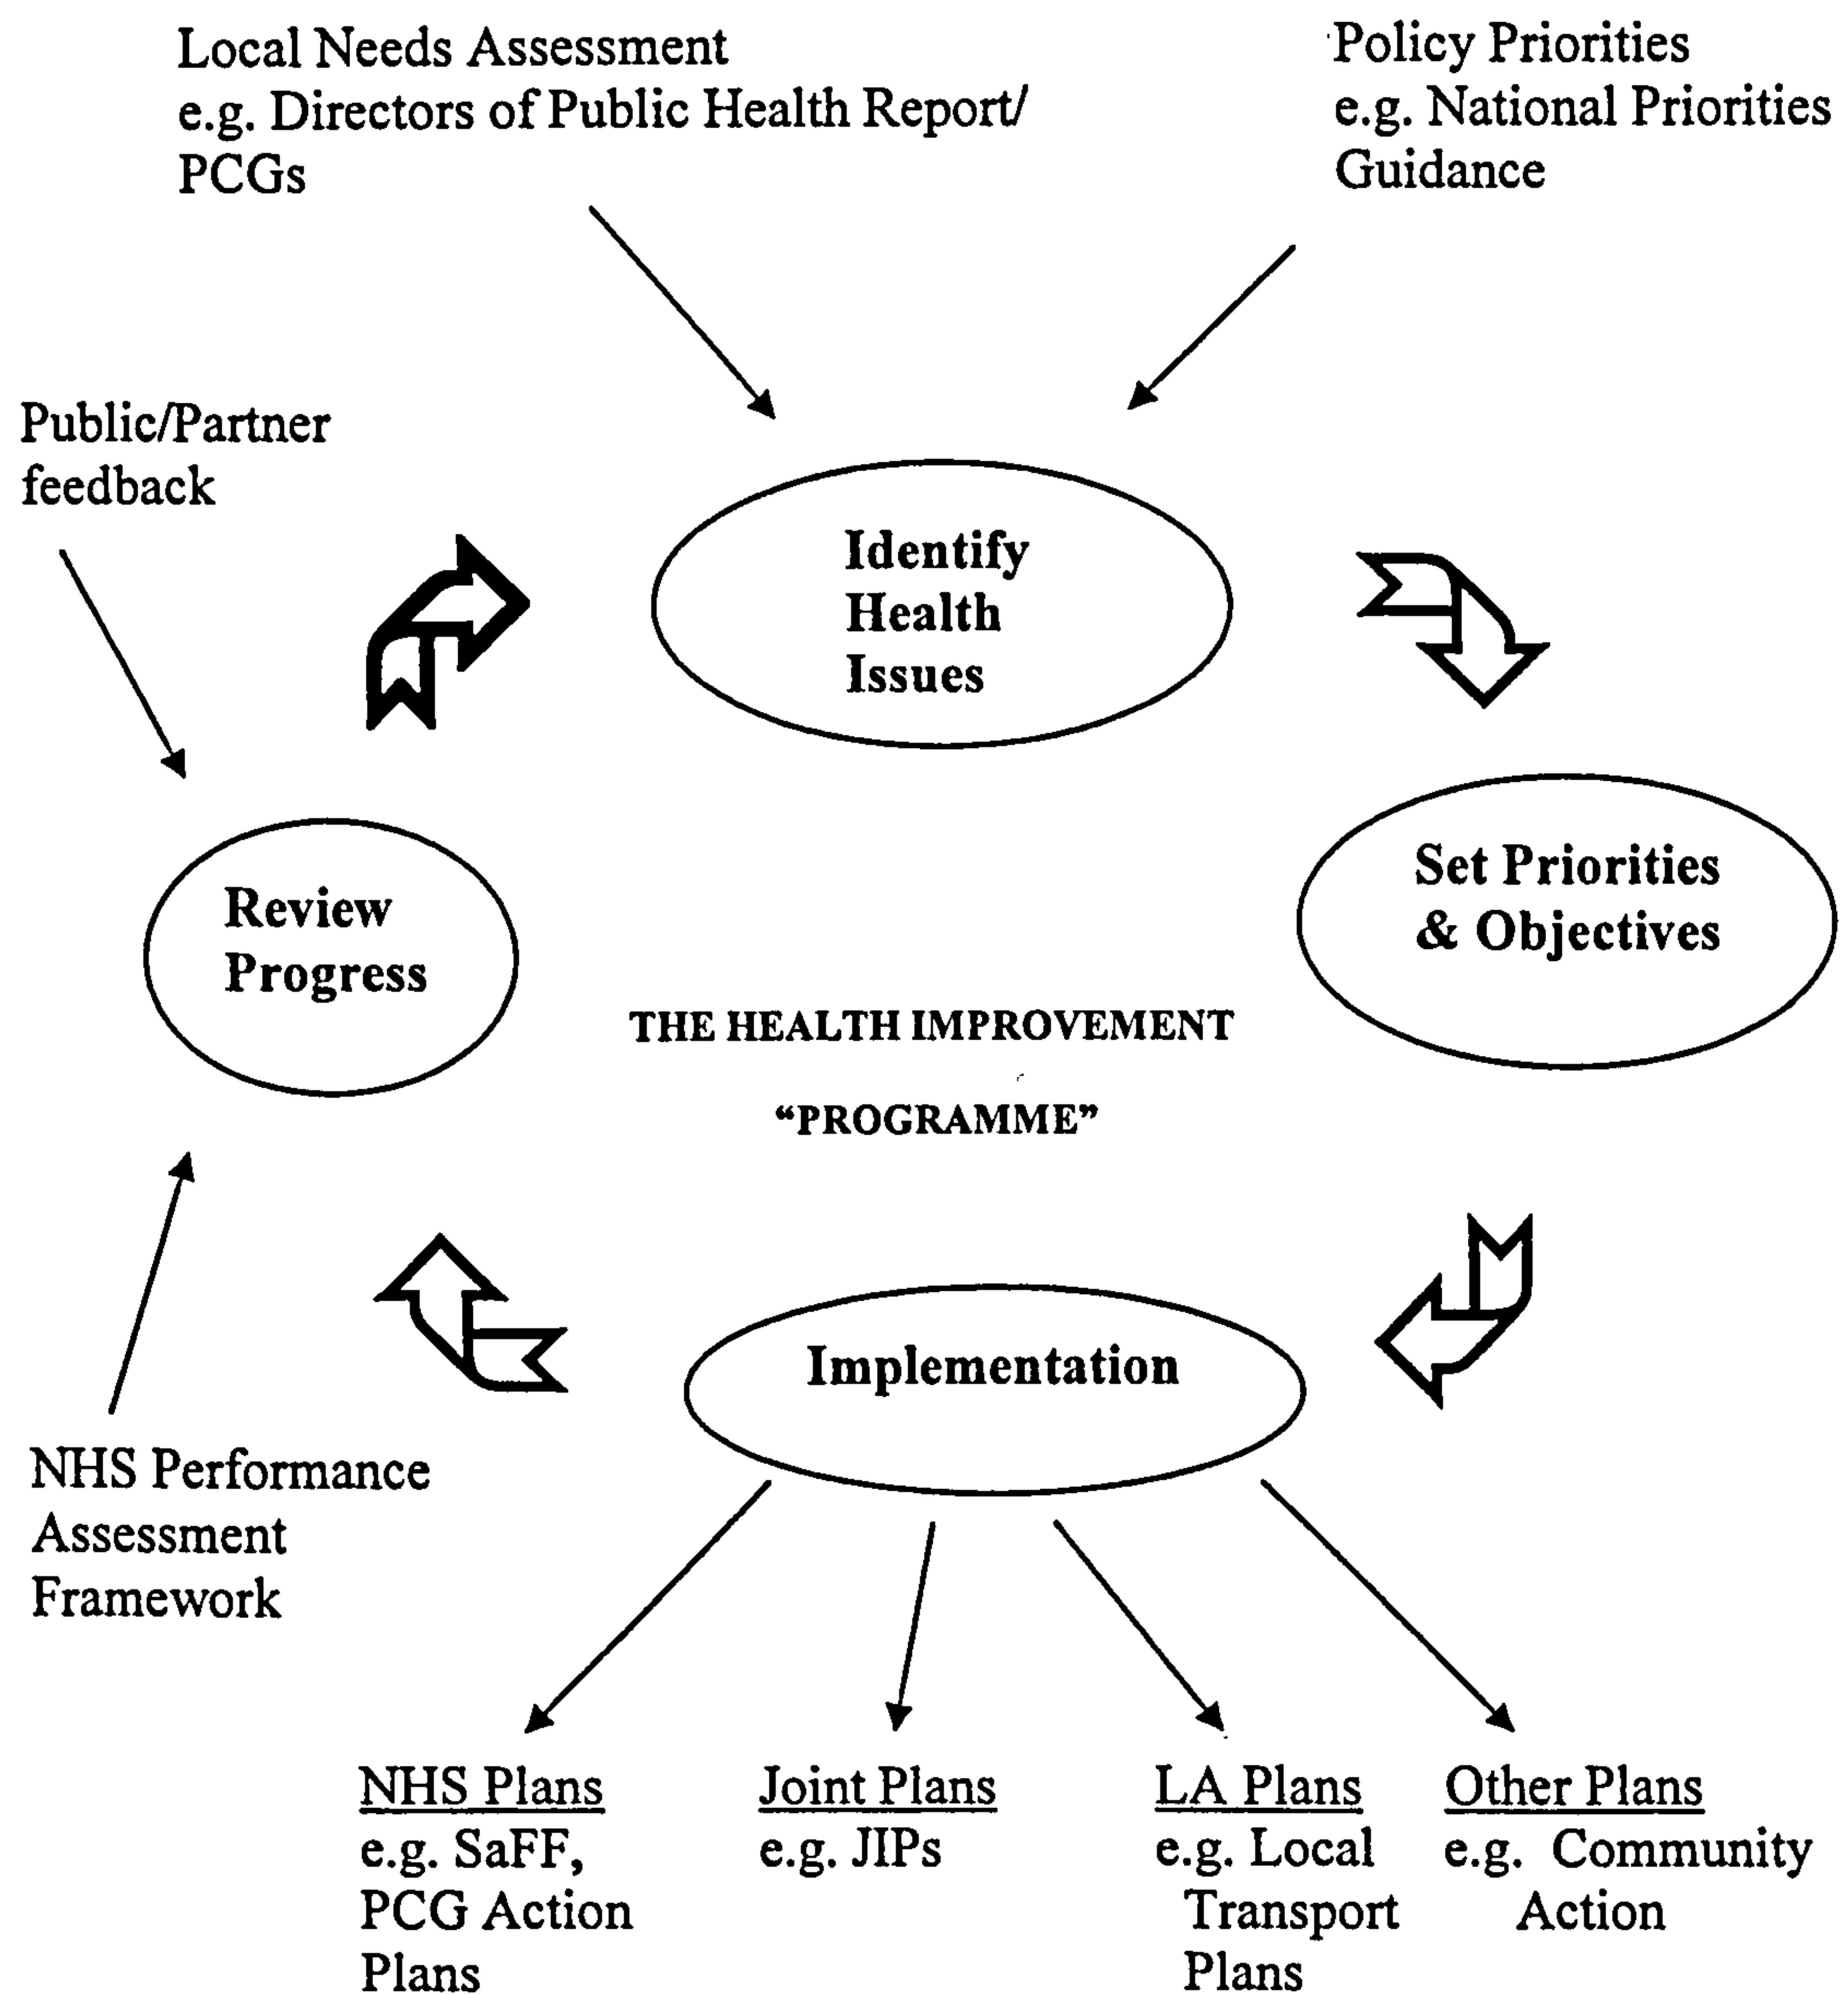 Local Needs Assessment
e.g. Directors of Public Health Report/
PCGs
Policy Priorities
e.g. National Priorities
Guidance
Public/Partner
feedback
Identify
Health
Issues
Set Priorities
& Objectives
Review
Progress
THE HEALTH IMPROVEMENT
“PROGRAMME”
Implementation
NHS Performance
Assessment
Framework
NHS Plans
e.g. SaFF,
PCG Action
Plans
Joint Plans
e.g. JIPs
LA Plans
e.g. Local
Transport
Plans
Other Plans
e.g. Community
Action